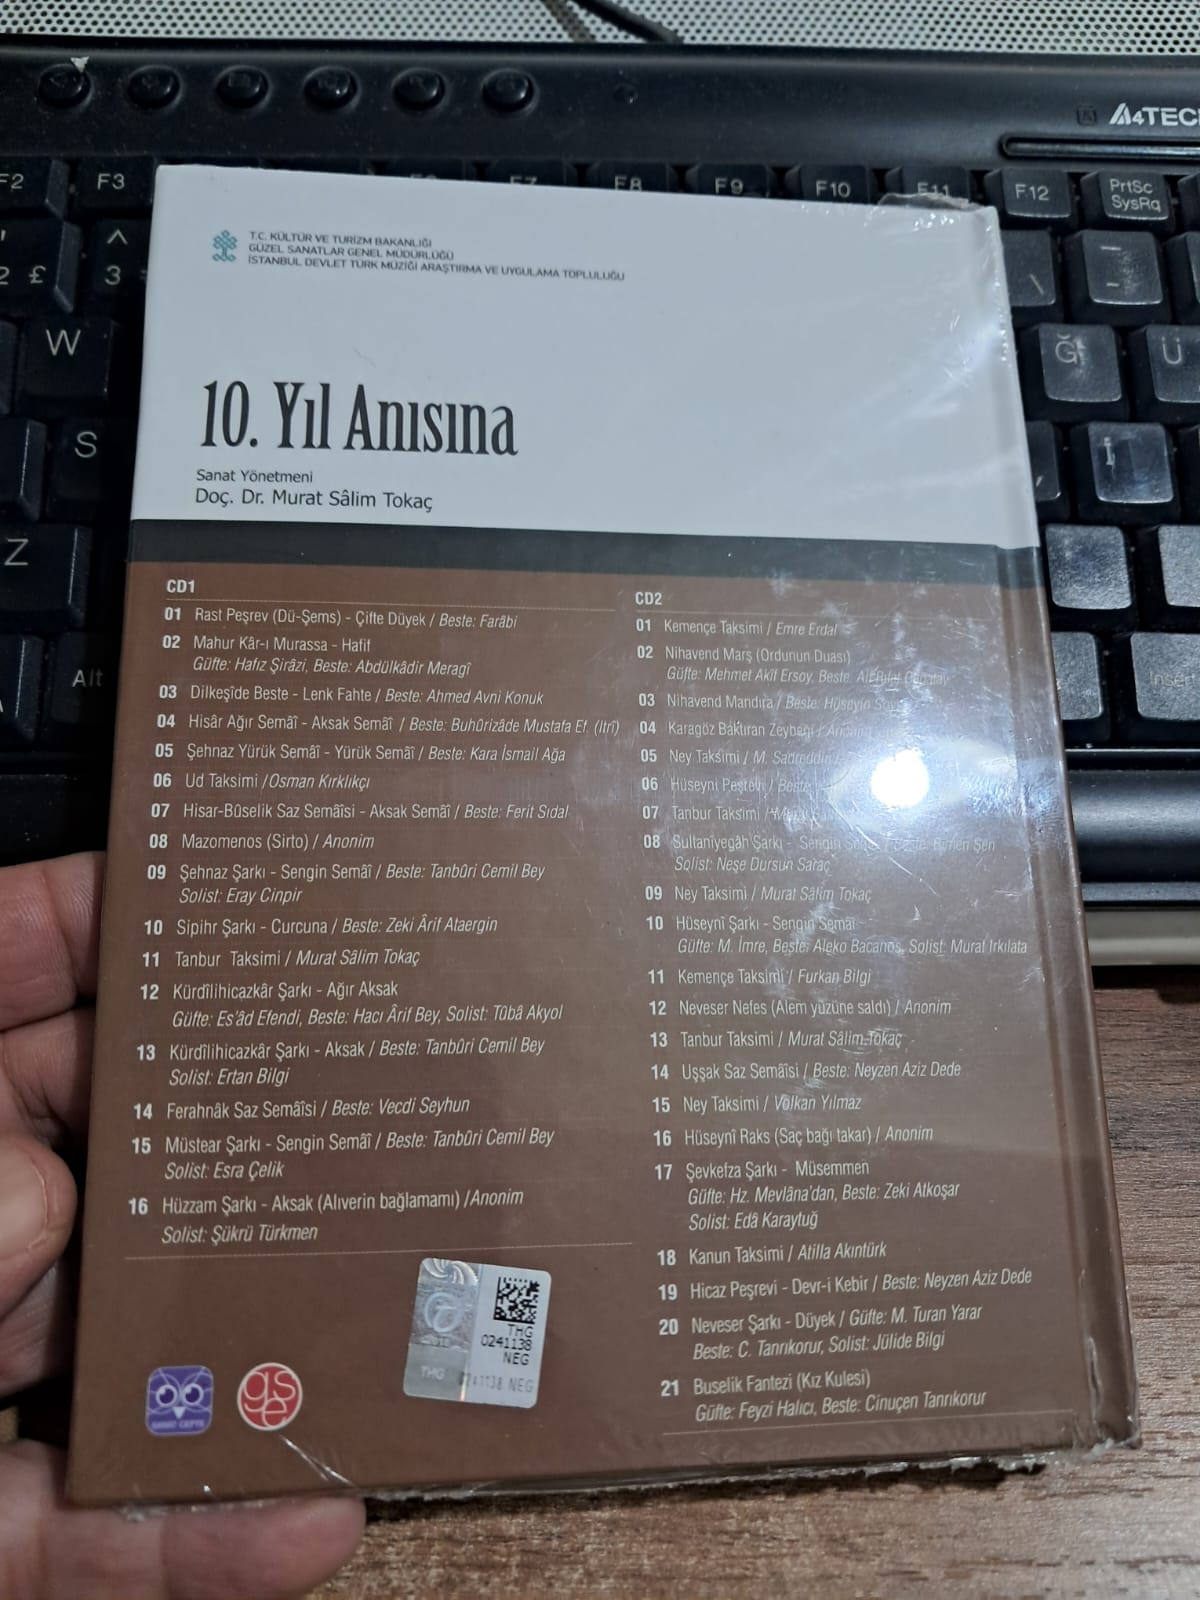 A4TECH
F2
F3
F7
F8
F9
F10
F11
F12
PrtSc
SysRq
2 £
^
3
W
S
Z
Alt
Ğ
Ü
İ
T.C. KÜLTÜR VE TURİZM BAKANLIĞI
GÜZEL SANATLAR GENEL MÜDÜRLÜĞÜ
İSTANBUL DEVLET TÜRK MÜZİĞİ ARAŞTIRMA VE UYGULAMA TOPLULUĞU
10. Yıl Anısına
Sanat Yönetmeni
Doç. Dr. Murat Sâlim Tokaç
CD1
01 Rast Peşrev (Dü-Şems) - Çifte Düyek / Beste: Farâbi
02 Mahur Kâr-ı Murassa - Hafif
Güfte: Hafız Şirâzi, Beste: Abdülkâdir Meragî
03 Dilkeşîde Beste - Lenk Fahte / Beste: Ahmed Avni Konuk
04 Hisâr Ağır Semâî - Aksak Semâî / Beste: Buhûrizâde Mustafa Ef. (Itrî)
05 Şehnaz Yürük Semâî - Yürük Semâî / Beste: Kara İsmail Ağa
06 Ud Taksimi /Osman Kırklıkçı
07 Hisar-Bûselik Saz Semâîsi - Aksak Semâî / Beste: Ferit Sıdal
08 Mazomenos (Sirto) / Anonim
09 Şehnaz Şarkı - Sengin Semâî / Beste: Tanbûri Cemil Bey
Solist: Eray Cinpir
10 Sipihr Şarkı - Curcuna / Beste: Zeki Ârif Ataergin
11 Tanbur Taksimi / Murat Sâlim Tokaç
12 Kürdîlihicazkâr Şarkı - Ağır Aksak
Güfte: Es'âd Efendi, Beste: Hacı Ârif Bey, Solist: Tûbâ Akyol
13 Kürdîlihicazkâr Şarkı - Aksak / Beste: Tanbûri Cemil Bey
Solist: Ertan Bilgi
14 Ferahnâk Saz Semâîsi / Beste: Vecdi Seyhun
15 Müstear Şarkı - Sengin Semâî / Beste: Tanbûri Cemil Bey
Solist: Esra Çelik
16 Hüzzam Şarkı - Aksak (Alıverin bağlamamı) /Anonim
Solist: Şükrü Türkmen
CD2
01 Kemençe Taksimi / Emre Erdal
02 Nihavend Marş (Ordunun Duası)
Güfte: Mehmet Akif Ersoy, Beste:
03 Nihavend Mandıra / Beste: Hüseyin
04 Karagöz Baktıran Zeybeği /
05 Ney Taksimi / M. Sadreddin
06 Hüseyni Peşrevi / Beste:
07 Tanbur Taksimi /
08 Sultanîyegâh Şarkı - Sengin
Solist: Neşe Dursun Saraç
09 Ney Taksimi / Murat Sâlim Tokaç
10 Hüseynî Şarkı - Sengin Semâî
Güfte: M. İmre, Beste: Aleko Bacanos, Solist: Murat Irkılata
11 Kemençe Taksimi / Furkan Bilgi
12 Neveser Nefes (Alem yüzüne saldı) / Anonim
13 Tanbur Taksimi / Murat Sâlim Tokaç
14 Uşşak Saz Semâîsi / Beste: Neyzen Aziz Dede
15 Ney Taksimi / Volkan Yılmaz
16 Hüseynî Raks (Saç bağı takar) / Anonim
17 Şevkefza Şarkı - Müsemmen
Güfte: Hz. Mevlâna'dan, Beste: Zeki Atkoşar
Solist: Edâ Karaytuğ
18 Kanun Taksimi / Atilla Akıntürk
19 Hicaz Peşrevi - Devr-i Kebir / Beste: Neyzen Aziz Dede
20 Neveser Şarkı - Düyek / Güfte: M. Turan Yarar
Beste: C. Tanrıkorur, Solist: Jülide Bilgi
21 Buselik Fantezi (Kız Kulesi)
Güfte: Feyzi Halıcı, Beste: Cinuçen Tanrıkorur
THG
0241138
NEG
THG 0241138 NEG
SANAT CEPTE